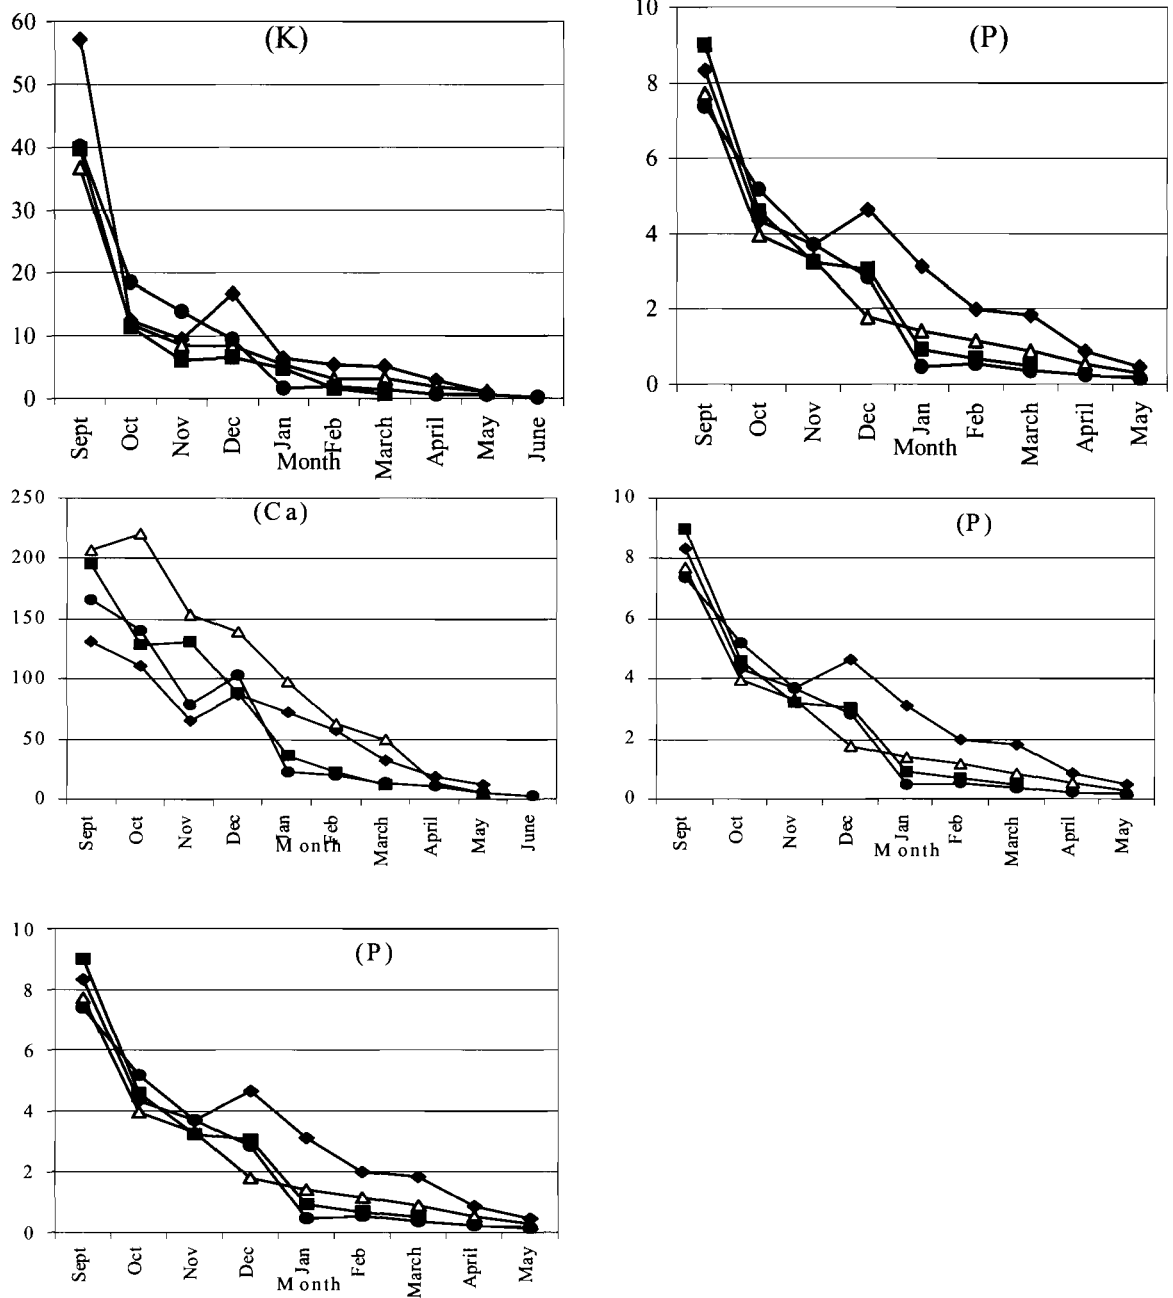 (K)
60
50
40
30
20
10
0
Sept Oct Nov Dec Jan Feb March April May June
Month
(P)
10
8
6
4
2
0
Sept Oct Nov Dec Jan Feb March April May
Month
(Ca)
250
200
150
100
50
0
Sept Oct Nov Dec Jan Feb March April May June
Month
(P)
10
8
6
4
2
0
Sept Oct Nov Dec Jan Feb March April May
Month
(P)
10
8
6
4
2
0
Sept Oct Nov Dec Jan Feb March April May
Month